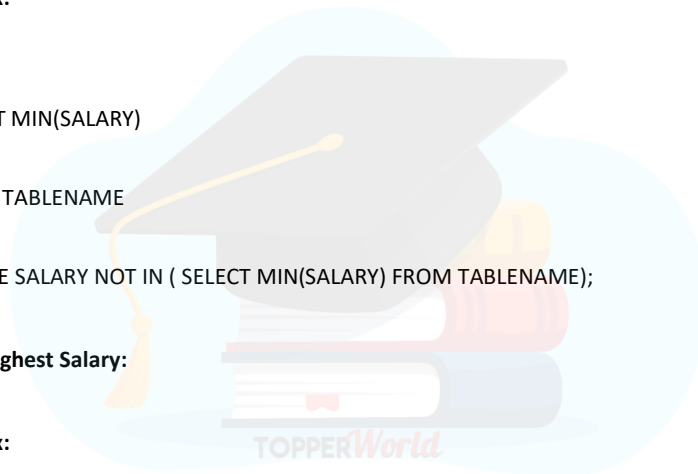 :
T MIN(SALARY)
TABLENAME
E SALARY NOT IN ( SELECT MIN(SALARY) FROM TABLENAME);
ghest Salary:
x:
TOPPERWorld